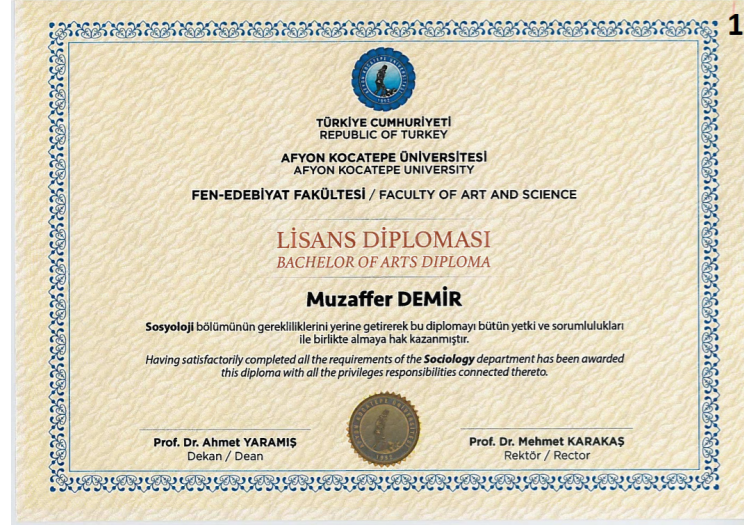 1
TÜRKİYE CUMHURİYETİ
REPUBLIC OF TURKEY
AFYON KOCATEPE ÜNİVERSİTESİ
AFYON KOCATEPE UNIVERSITY
FEN-EDEBİYAT FAKÜLTESİ / FACULTY OF ART AND SCIENCE
LİSANS DİPLOMASI
BACHELOR OF ARTS DIPLOMA
Muzaffer DEMİR
Sosyoloji bölümünün gerekliliklerini yerine getirerek bu diplomayı bütün yetki ve sorumlulukları
ile birlikte almaya hak kazanmıştır.
Having satisfactorily completed all the requirements of the Sociology department has been awarded
this diploma with all the privileges responsibilities connected thereto.
Prof. Dr. Ahmet YARAMIŞ
Dekan / Dean
Prof. Dr. Mehmet KARAKAŞ
Rektör / Rector